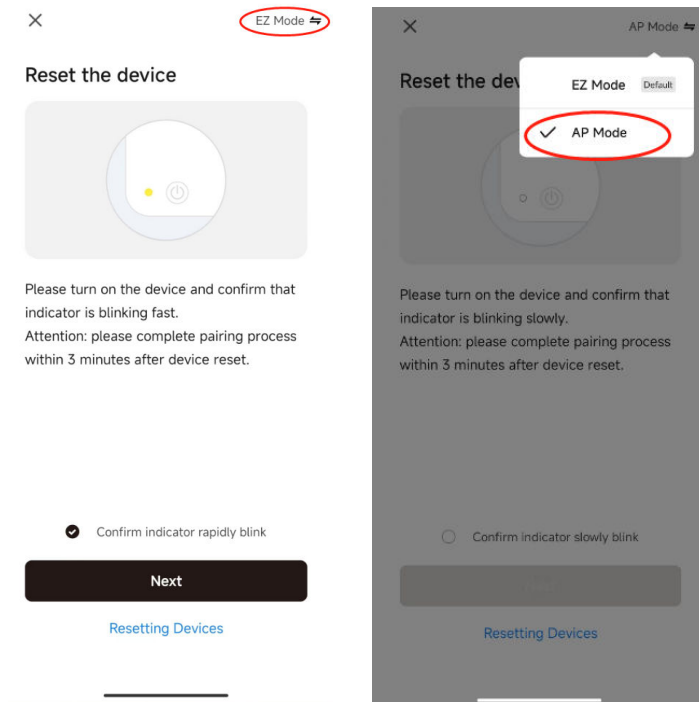 EZ Mode
Reset the device
Please turn on the device and confirm that
indicator is blinking fast.
Attention: please complete pairing process
within 3 minutes after device reset.
Confirm indicator rapidly blink
Next
Resetting Devices
AP Mode
Reset the dev
EZ Mode Default
AP Mode
Please turn on the device and confirm that
indicator is blinking slowly.
Attention: please complete pairing process
within 3 minutes after device reset.
Confirm indicator slowly blink
Next
Resetting Devices